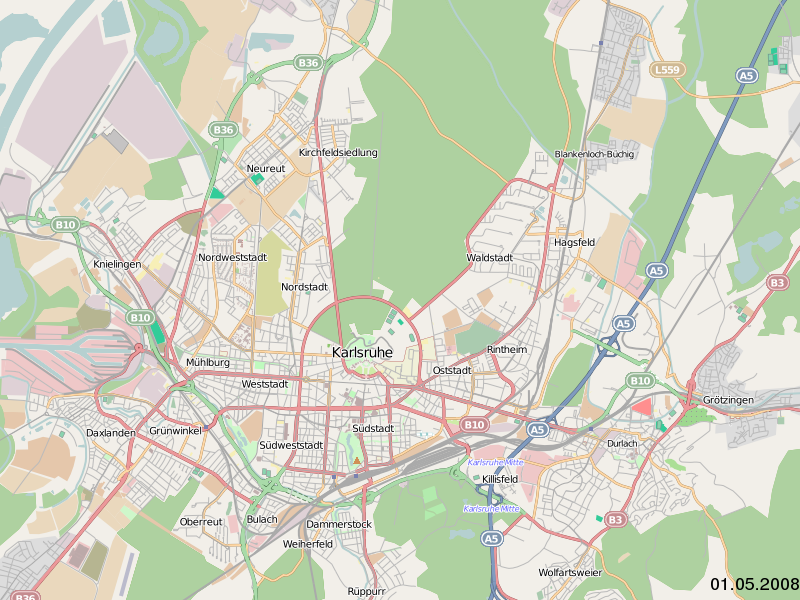 B36
L559
A5
B36
Kirchfeldsiedlung
Blankenloch-Büchig
Neureut
B10
Hagsfeld
Knielingen
Nordweststadt
Waldstadt
A5
B3
Nordstadt
B10
A5
Karlsruhe
Rintheim
Mühlburg
Oststadt
Weststadt
B10
Grötzingen
Daxlanden
Grünwinkel
Südstadt
B10
A5
Südweststadt
Durlach
Karlsruhe Mitte
Killisfeld
Karlsruhe Mitte
Oberreut
Bulach
Dammerstock
B3
Weiherfeld
A5
Wolfartsweier
Rüppurr
01.05.2008
B36